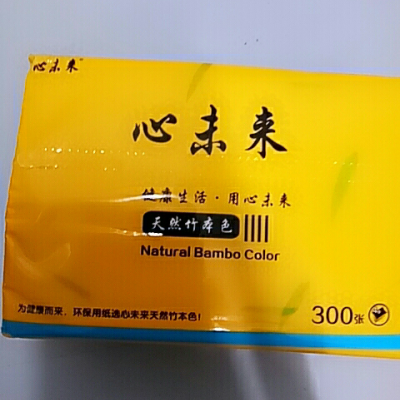 心未来
心未来
健康生活·用心未来
天然竹本色
Natural Bambo Color
为健康而来,环保用纸选心未来天然竹本色!
300张